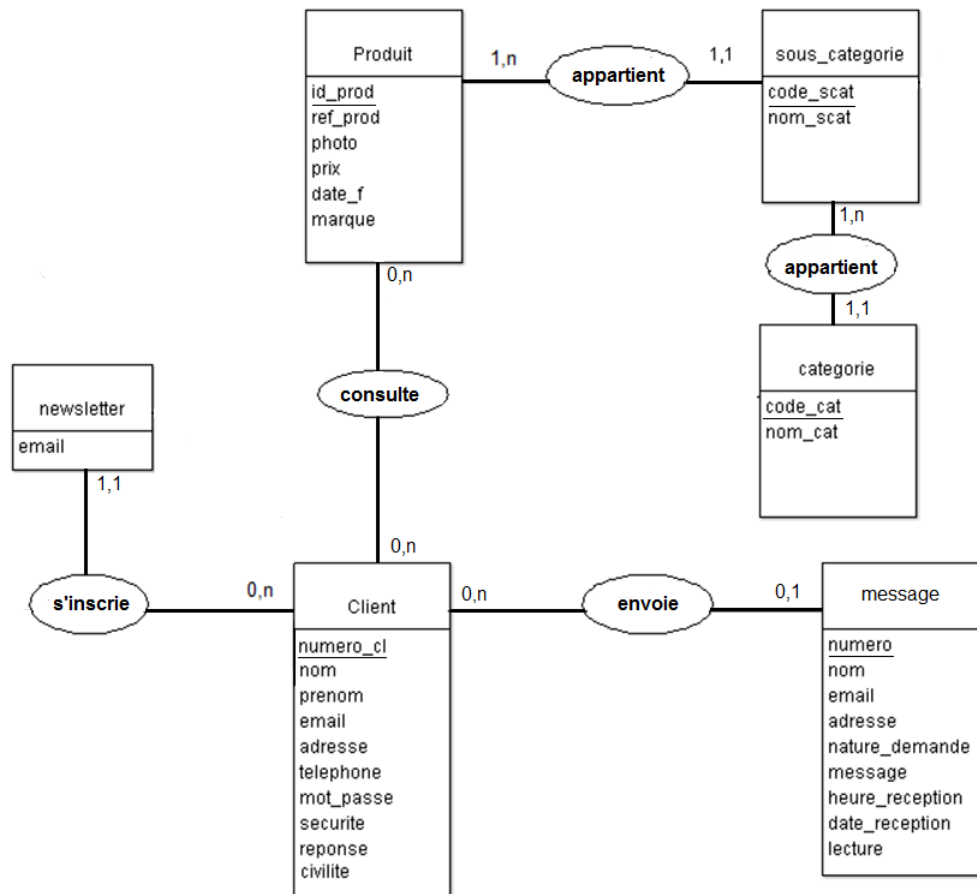 Produit
id_prod
ref_prod
photo
prix
date_f
marque
1,n
appartient
1,1
sous_categorie
code_scat
nom_scat
1,n
appartient
1,1
categorie
code_cat
nom_cat
0,n
consulte
0,n
newsletter
email
1,1
s'inscrie
0,n
Client
numero_cl
nom
prenom
email
adresse
telephone
mot_passe
securite
reponse
civilite
0,n
envoie
0,1
message
numero
nom
email
adresse
nature_demande
message
heure_reception
date_reception
lecture